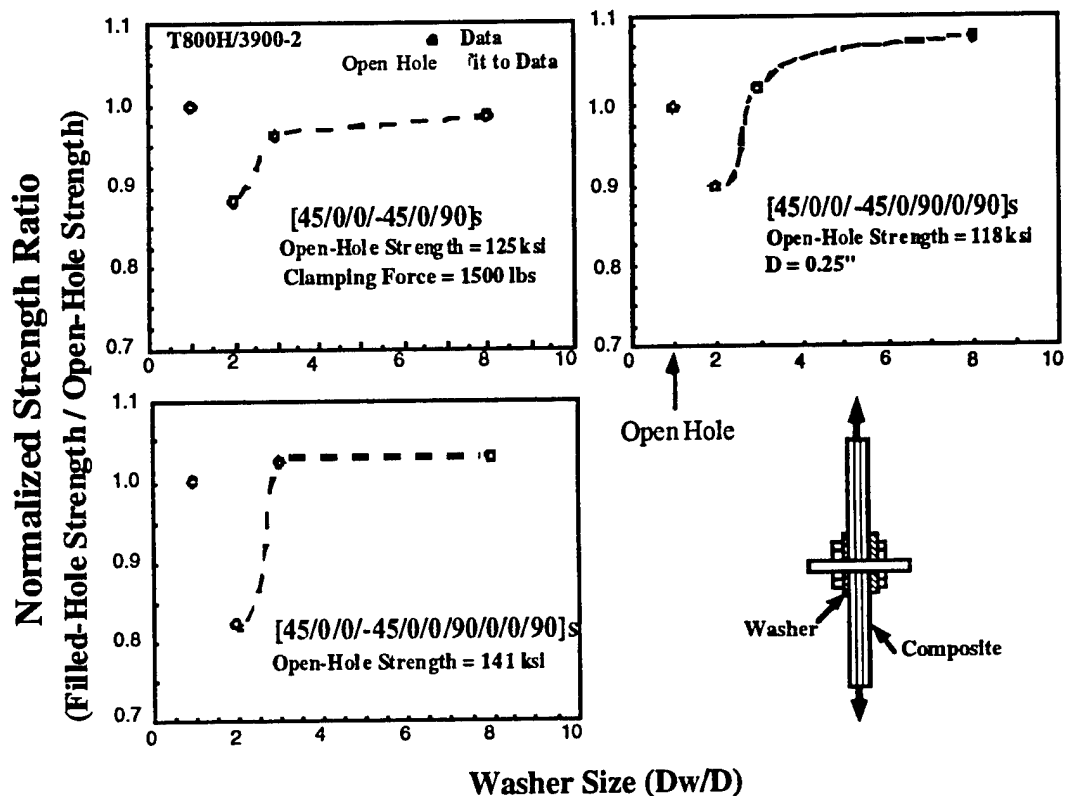 Normalized Strength Ratio
(Filled-Hole Strength / Open-Hole Strength)
1.1
1.0
0.9
0.8
0.7
0 2 4 6 8 10
T800H/3900-2
Data
Open Hole
to Data
[45/0/0/-45/0/90]s
Open-Hole Strength = 125 ksi
Clamping Force = 1500 lbs
1.1
1.0
0.9
0.8
0.7
0 2 4 6 8 10
[45/0/0/-45/0/90/0/90]s
Open-Hole Strength = 118 ksi
D = 0.25"
Open Hole
1.1
1.0
0.9
0.8
0.7
0 2 4 6 8 10
[45/0/0/-45/0/0/90/0/0/90]s
Open-Hole Strength = 141 ksi
Washer
Composite
Washer Size (Dw/D)